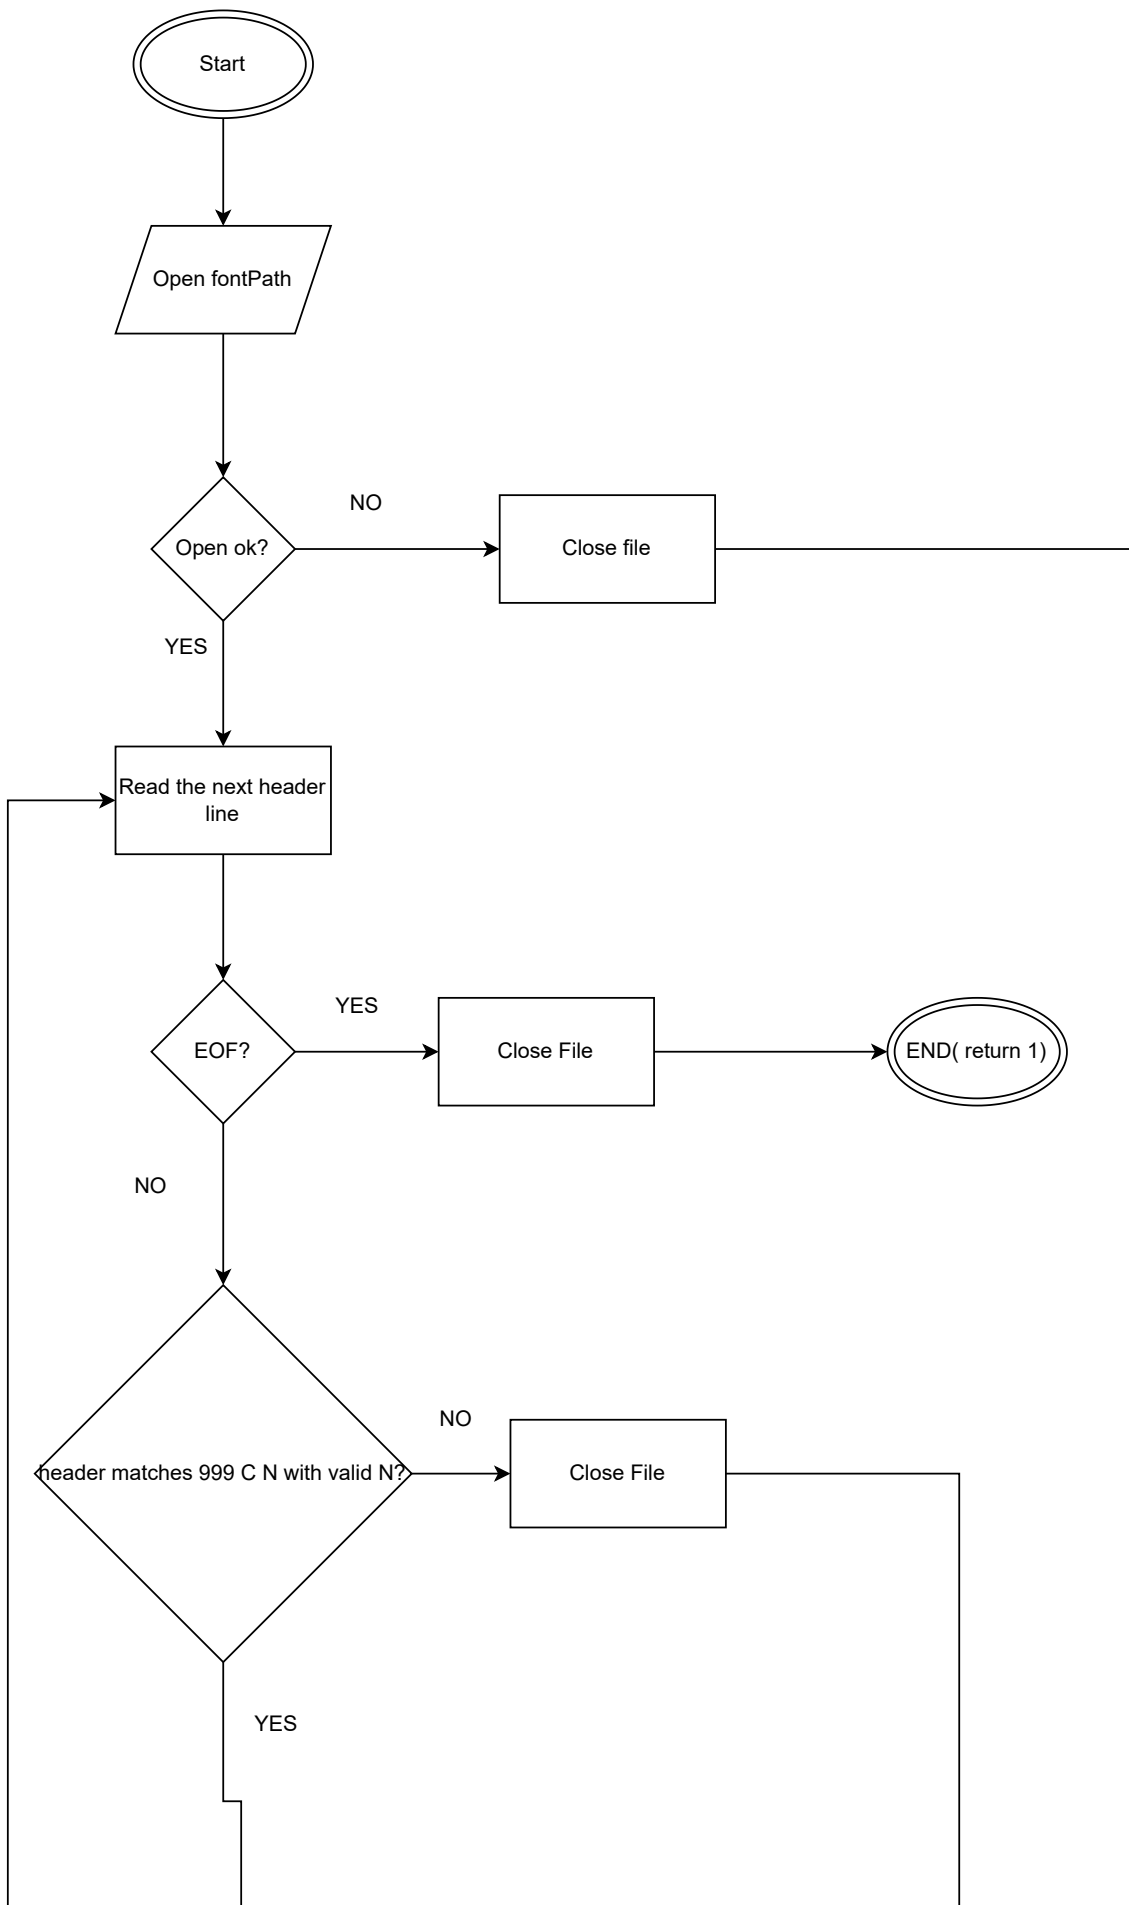 Start
Open fontPath
NO
Open ok?
Close file
YES
Read the next header
line
YES
EOF?
Close File
END( return 1)
NO
NO
header matches 999 C N with valid N?
Close File
YES